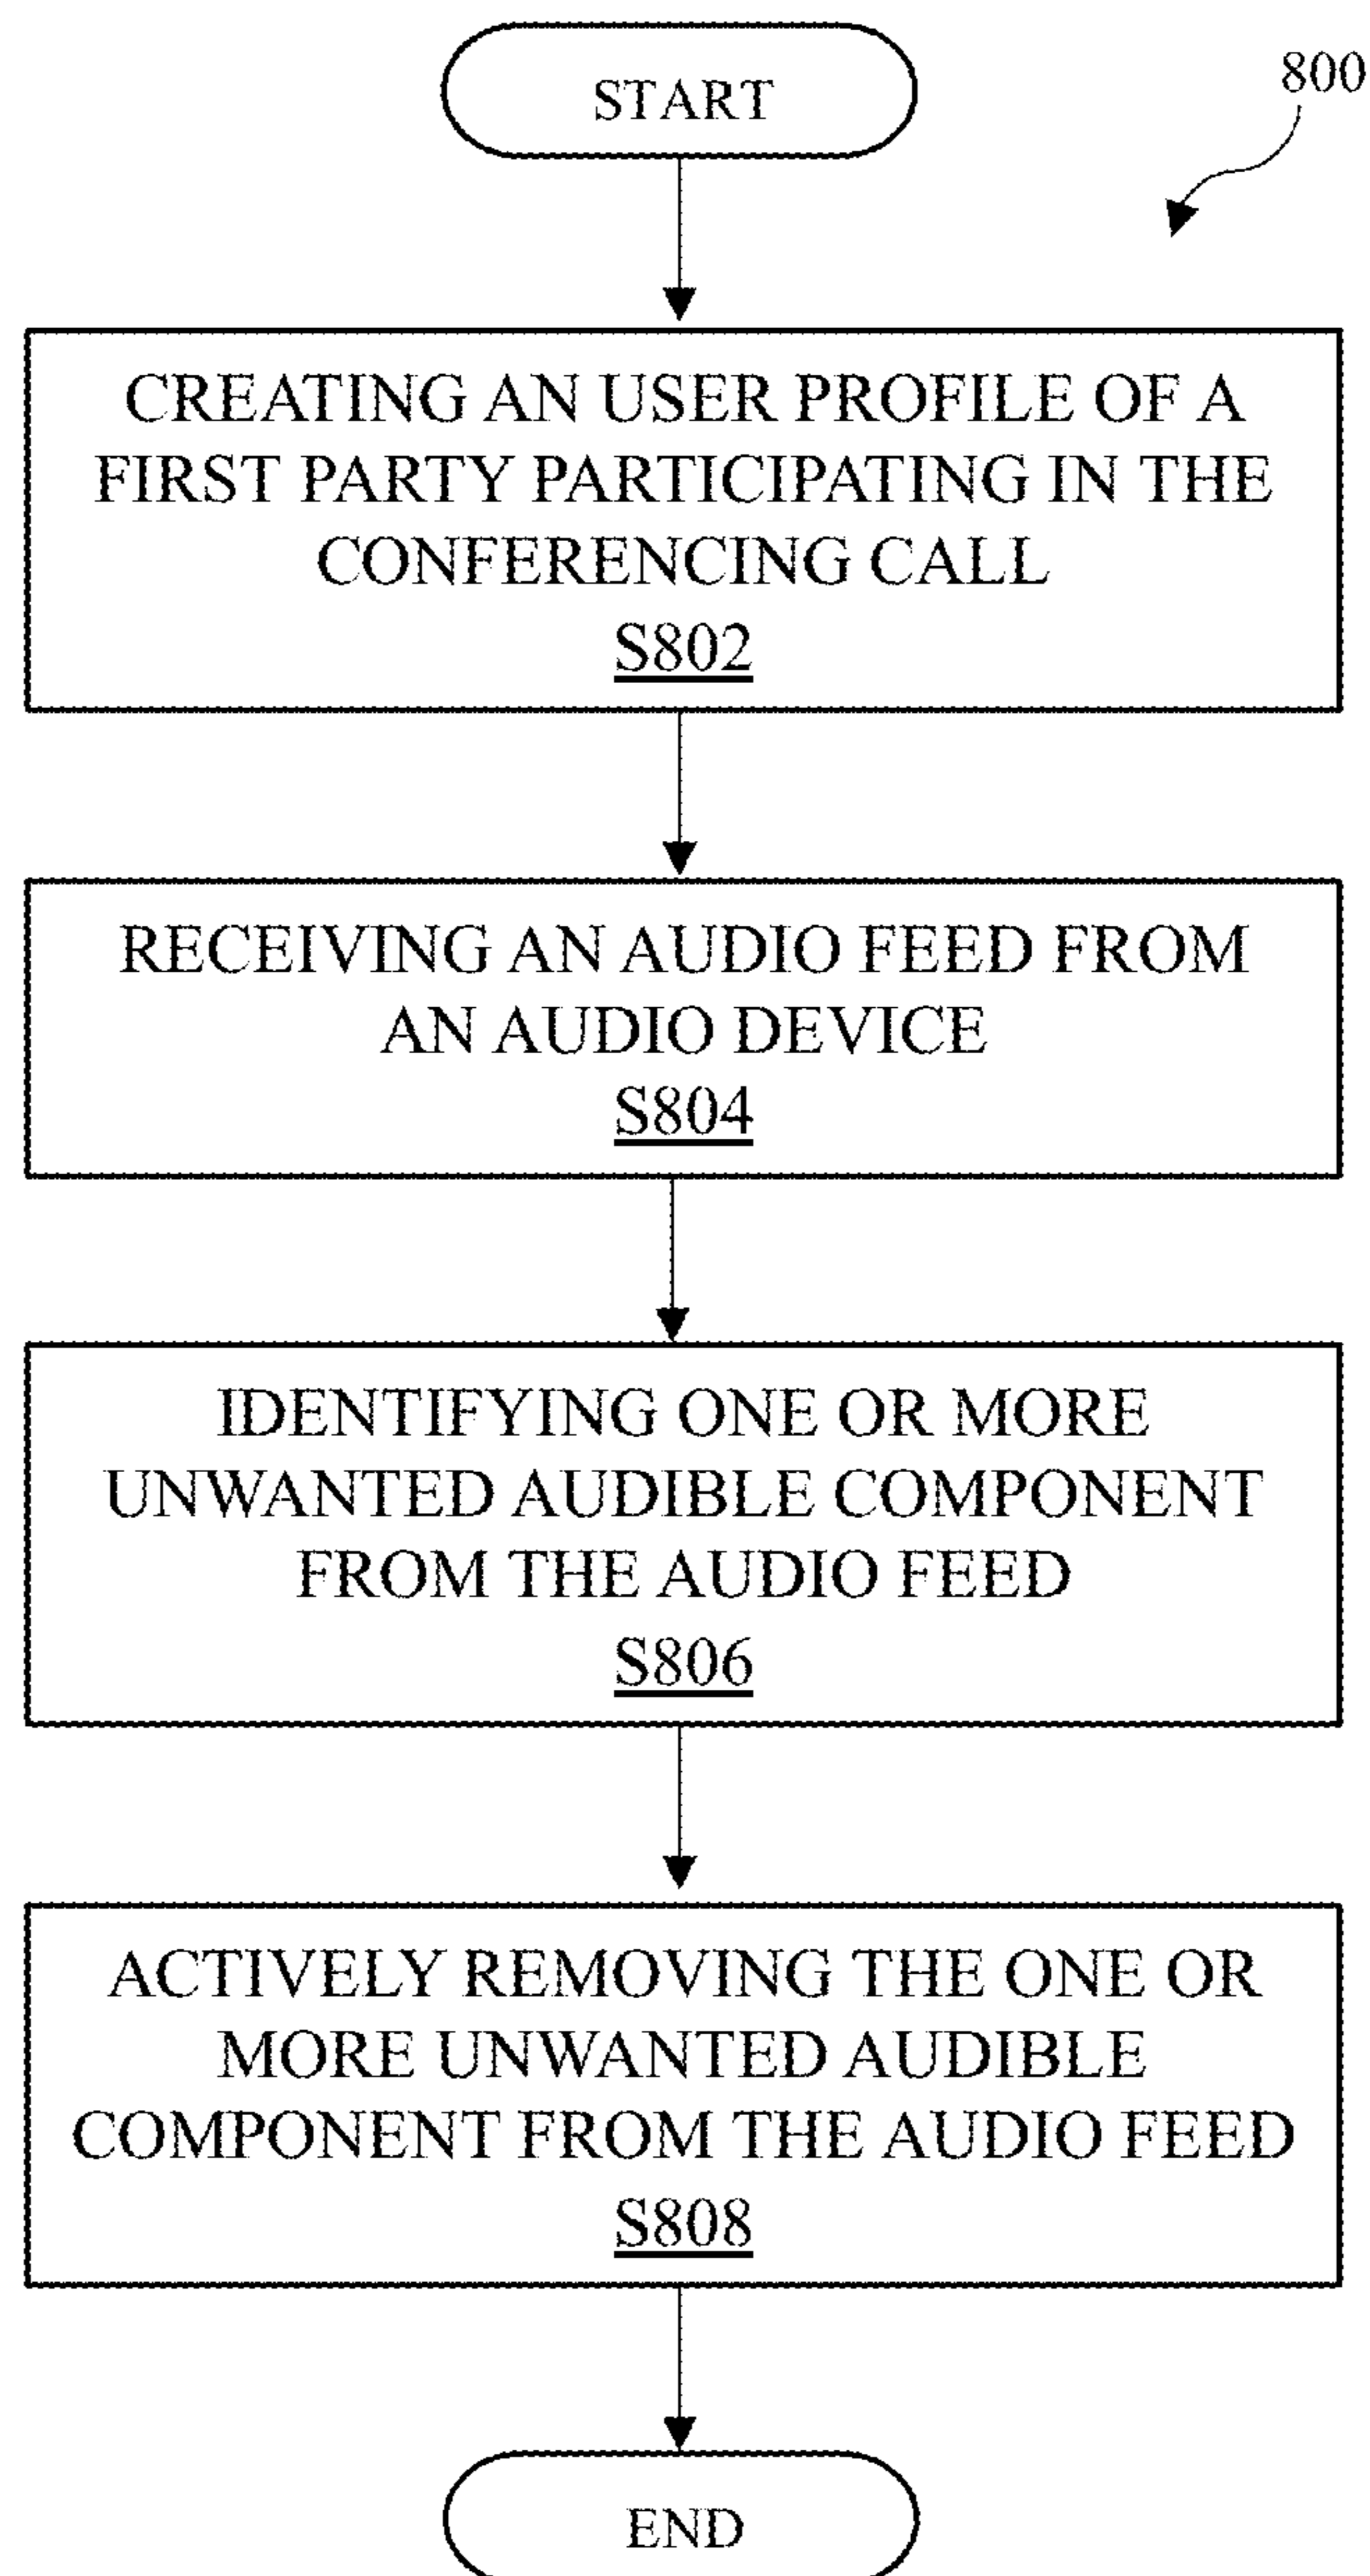 START
800
CREATING AN USER PROFILE OF A
FIRST PARTY PARTICIPATING IN THE
CONFERENCING CALL
S802
RECEIVING AN AUDIO FEED FROM
AN AUDIO DEVICE
S804
IDENTIFYING ONE OR MORE
UNWANTED AUDIBLE COMPONENT
FROM THE AUDIO FEED
S806
ACTIVELY REMOVING THE ONE OR
MORE UNWANTED AUDIBLE
COMPONENT FROM THE AUDIO FEED
S808
END